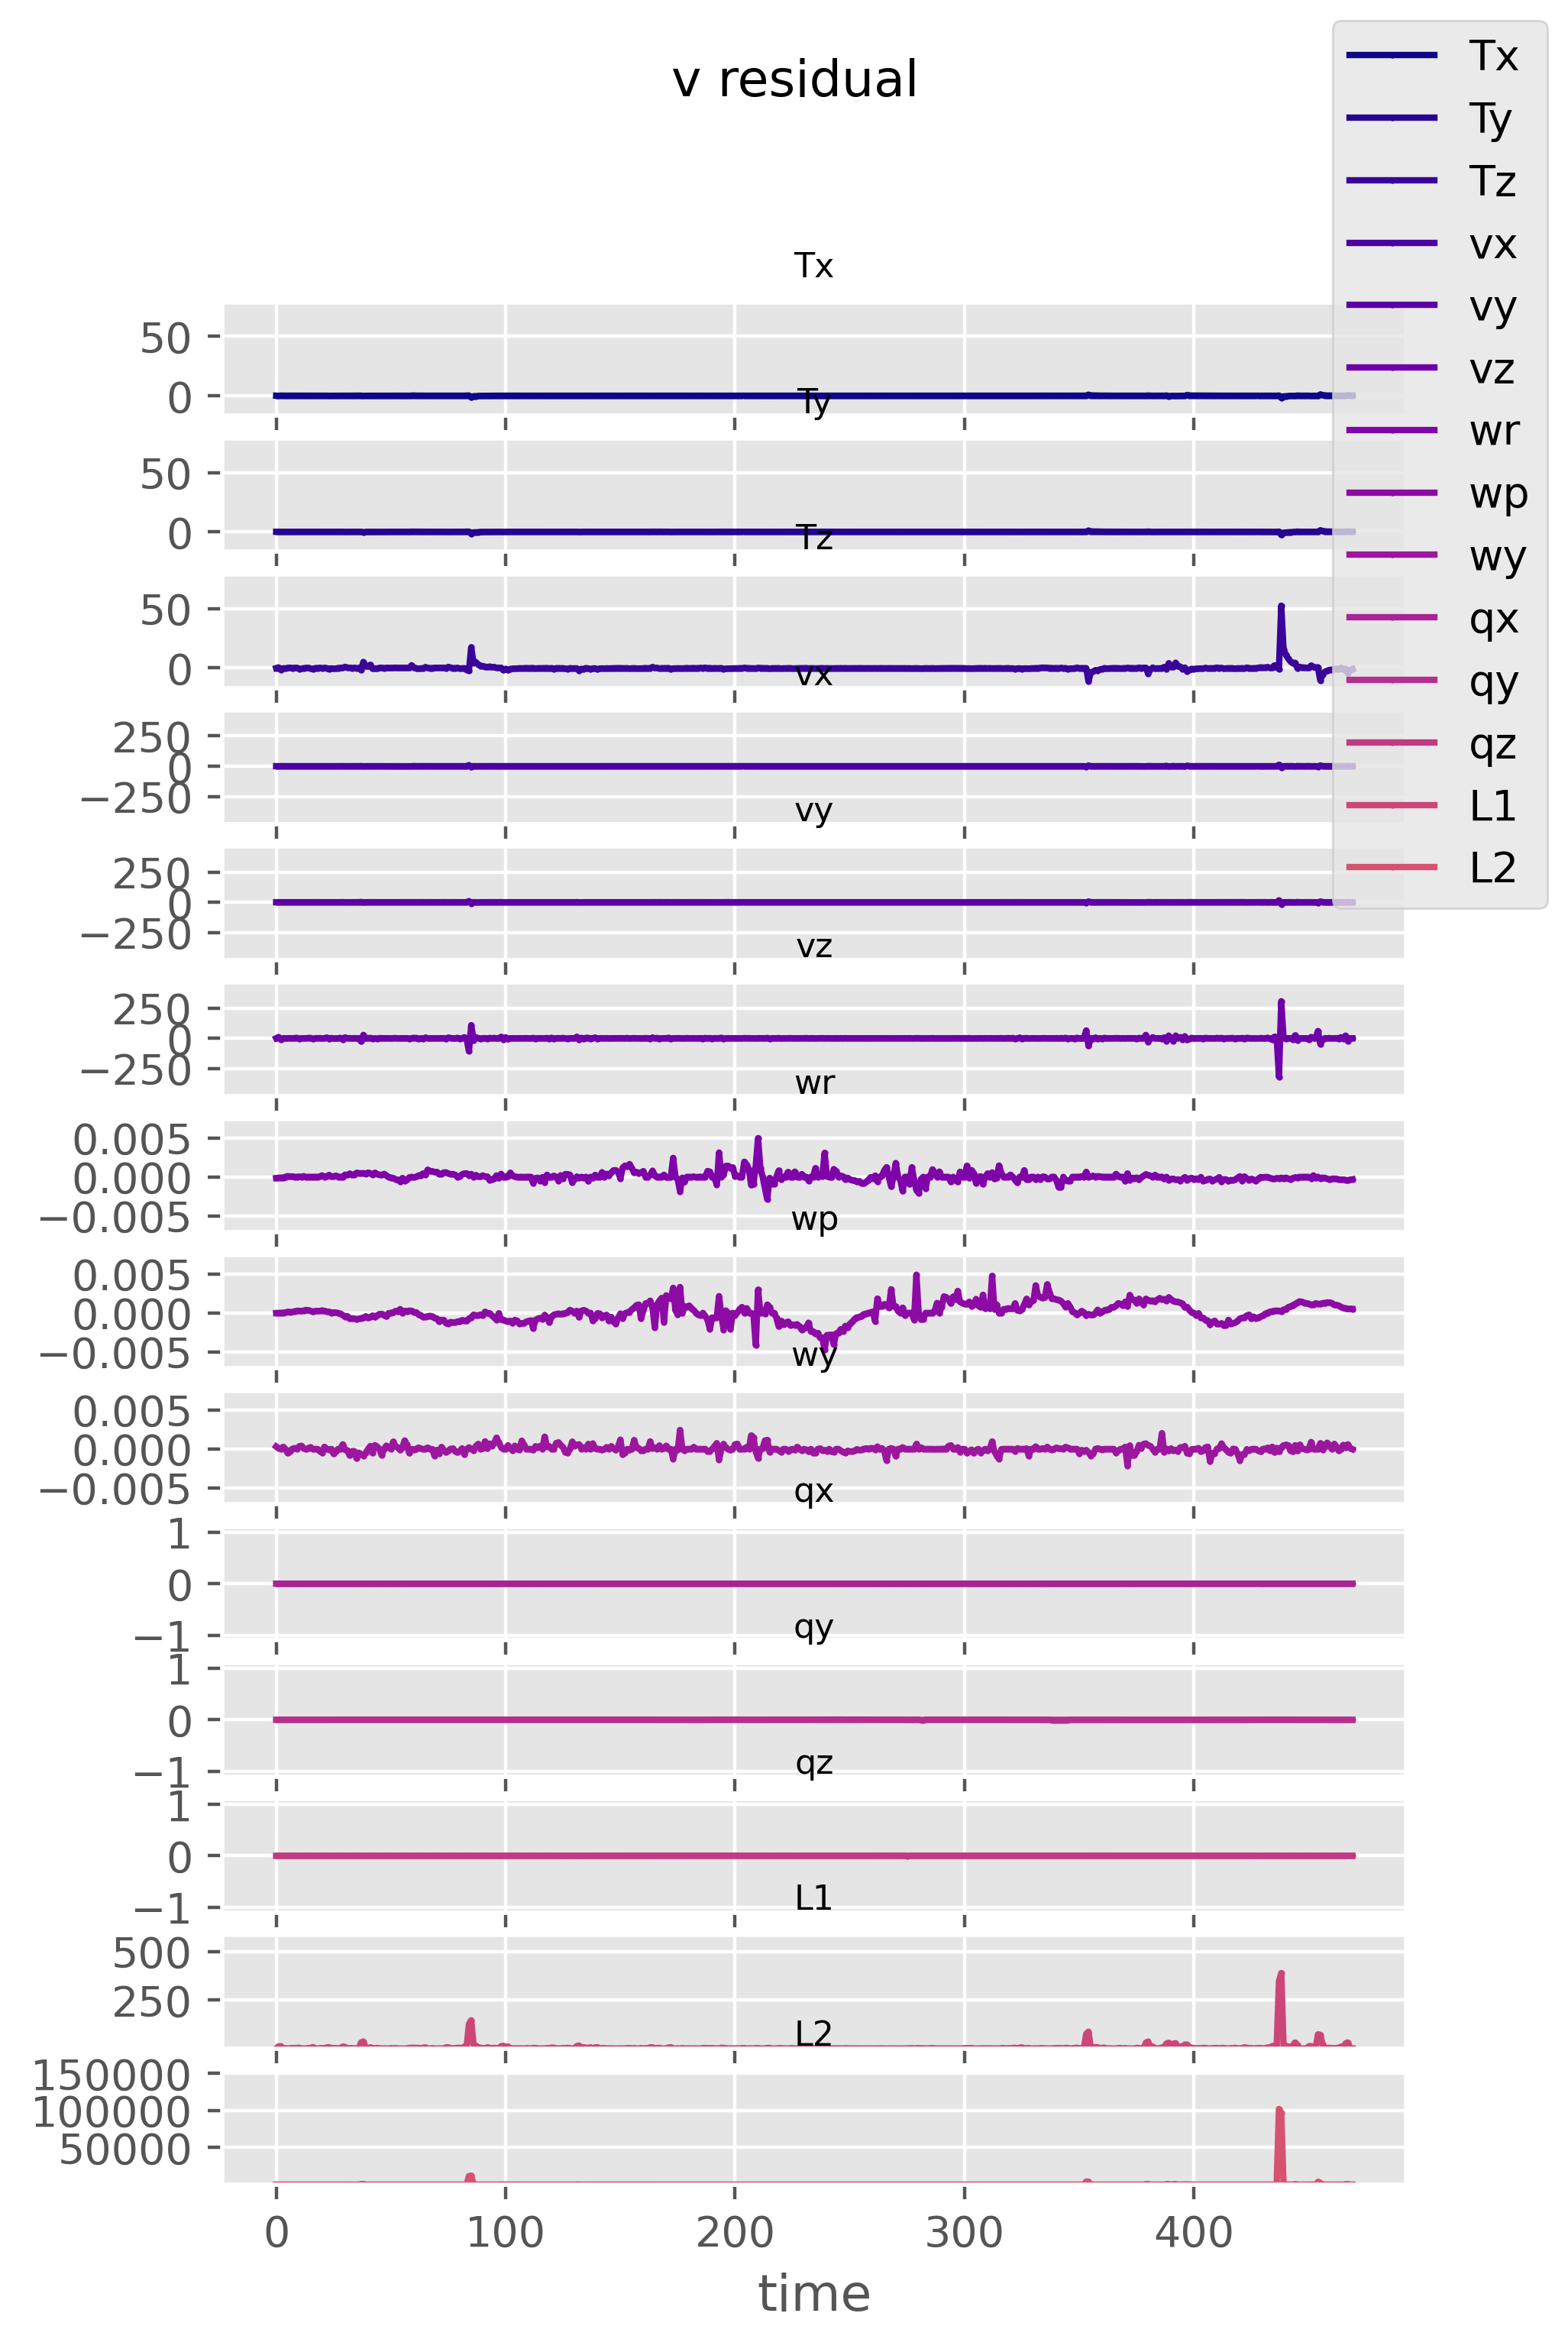 v residual
Tx
Ty
Tz
vx
vy
vz
wr
wp
wy
qx
qy
qz
L1
L2
Tx
50
0
Ty
50
0
Tz
50
0
vx
250
0
−250
vy
250
0
−250
vz
250
0
−250
wr
0.005
0.000
−0.005
wp
0.005
0.000
−0.005
wy
0.005
0.000
−0.005
qx
1
0
−1
qy
1
0
−1
qz
1
0
−1
L1
500
250
L2
150000
100000
50000
0 100 200 300 400
time